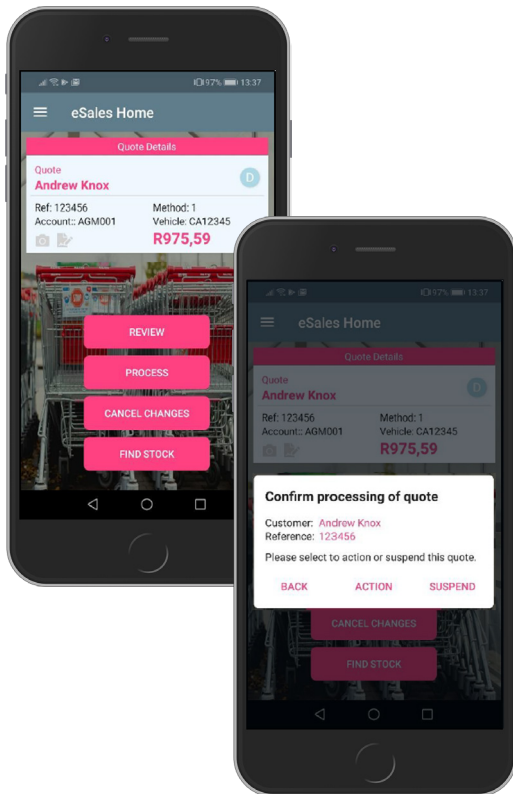 97% 13:37
eSales Home
Quote Details
Quote
Andrew Knox
D
Ref: 123456 Method: 1
Account:: AGM001 Vehicle: CA12345
R975,59
REVIEW
PROCESS
CANCEL CHANGES
FIND STOCK
97% 13:37
eSales Home
Quote Details
Quote
Andrew Knox
D
Ref: 123456 Method: 1
Account:: AGM001 Vehicle: CA12345
R975,59
Confirm processing of quote
Customer: Andrew Knox
Reference: 123456
Please select to action or suspend this quote.
BACK ACTION SUSPEND
CANCEL CHANGES
FIND STOCK